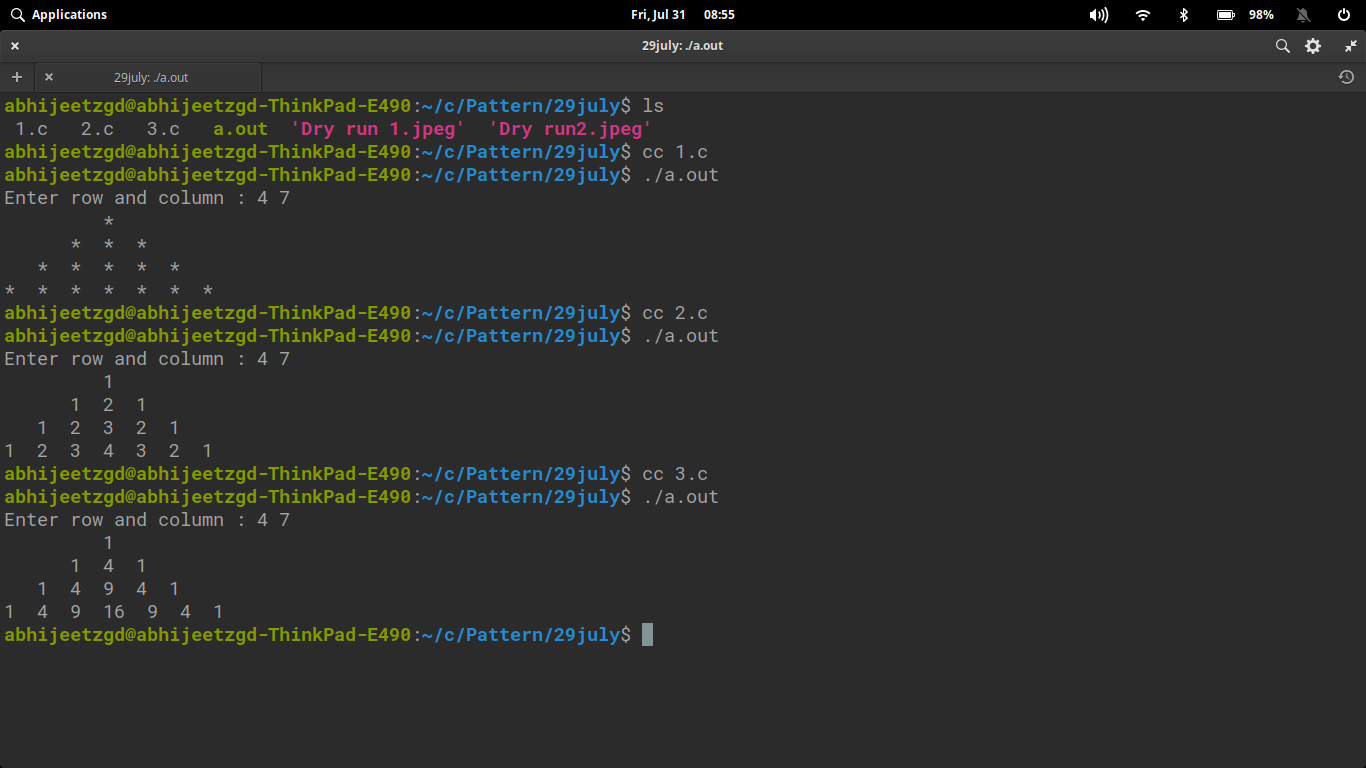 Applications Fri, Jul 31 08:55 98%
29july: ./a.out
29july: ./a.out
abhijeetzgd@abhijeetzgd-ThinkPad-E490:~/c/Pattern/29july$ ls
 1.c   2.c   3.c   a.out  'Dry run 1.jpeg'  'Dry run2.jpeg'
abhijeetzgd@abhijeetzgd-ThinkPad-E490:~/c/Pattern/29july$ cc 1.c
abhijeetzgd@abhijeetzgd-ThinkPad-E490:~/c/Pattern/29july$ ./a.out
Enter row and column : 4 7
         *
      *  *  *
   *  *  *  *  *
*  *  *  *  *  *  *
abhijeetzgd@abhijeetzgd-ThinkPad-E490:~/c/Pattern/29july$ cc 2.c
abhijeetzgd@abhijeetzgd-ThinkPad-E490:~/c/Pattern/29july$ ./a.out
Enter row and column : 4 7
         1
      1  2  1
   1  2  3  2  1
1  2  3  4  3  2  1
abhijeetzgd@abhijeetzgd-ThinkPad-E490:~/c/Pattern/29july$ cc 3.c
abhijeetzgd@abhijeetzgd-ThinkPad-E490:~/c/Pattern/29july$ ./a.out
Enter row and column : 4 7
         1
      1  4  1
   1  4  9  4  1
1  4  9  16  9  4  1
abhijeetzgd@abhijeetzgd-ThinkPad-E490:~/c/Pattern/29july$